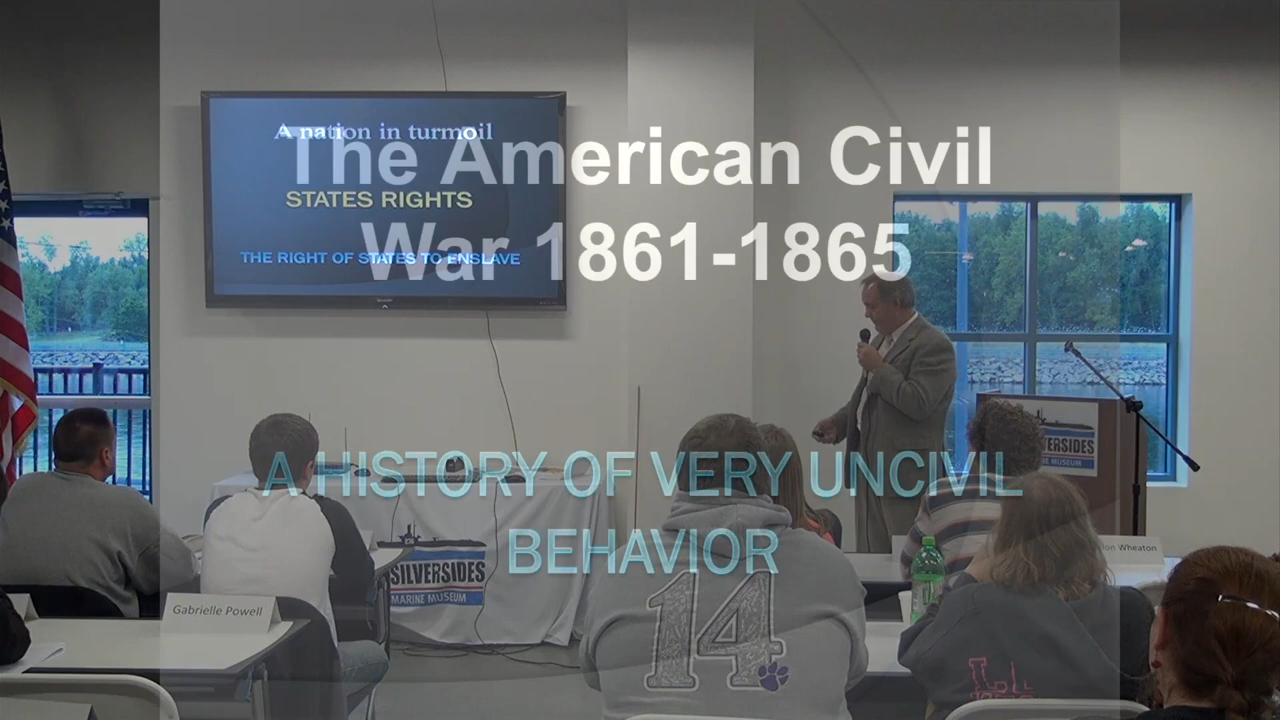 A nation in turmoil
STATES RIGHTS
THE RIGHT OF STATES TO ENSLAVE
The American Civil
War 1861-1865
A HISTORY OF VERY UNCIVIL
BEHAVIOR
SILVERSIDES
MARINE MUSEUM
Gabrielle Powell
14
Wheaton